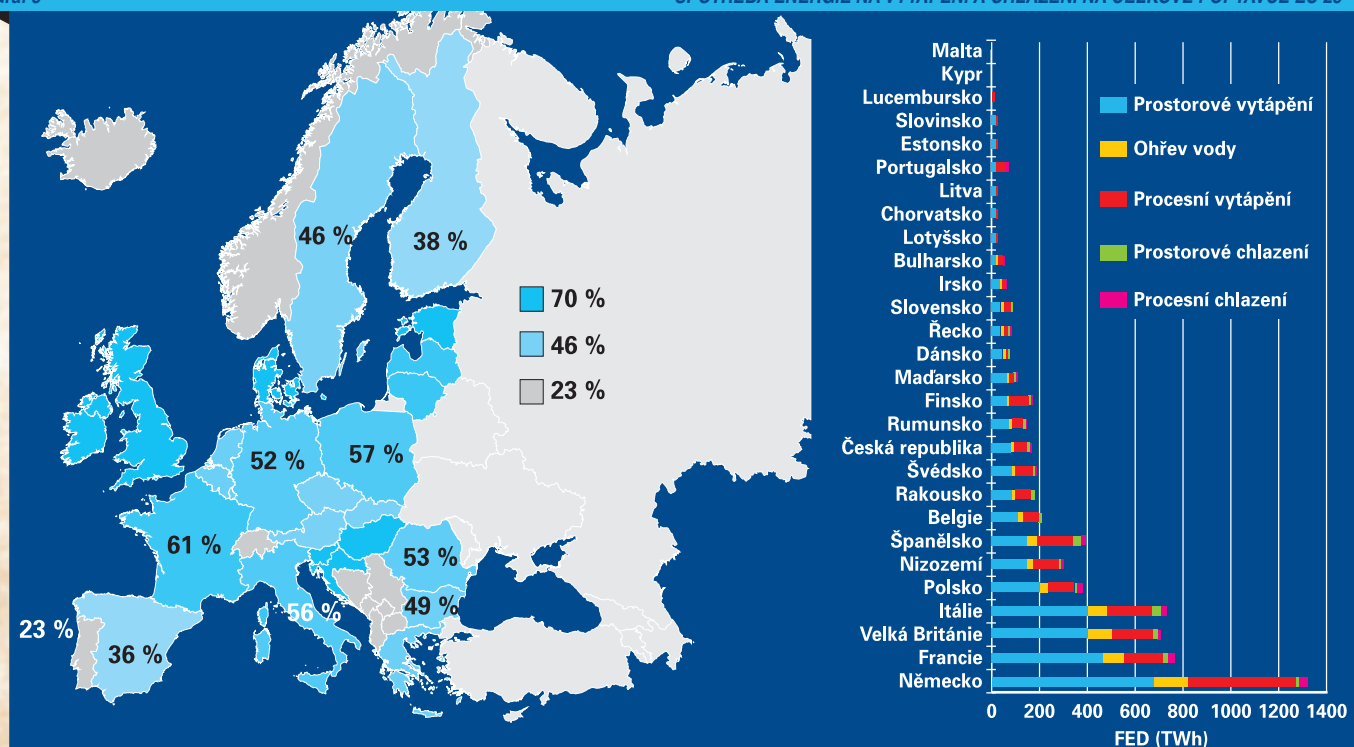 46 %
38 %
70 %
46 %
23 %
52 %
57 %
61 %
53 %
56 %
49 %
23 %
36 %
Malta
Kypr
Lucembursko
Slovinsko
Estonsko
Portugalsko
Litva
Chorvatsko
Lotyšsko
Bulharsko
Irsko
Slovensko
Řecko
Dánsko
Maďarsko
Finsko
Rumunsko
Česká republika
Švédsko
Rakousko
Belgie
Španělsko
Nizozemí
Polsko
Itálie
Velká Británie
Francie
Německo
Prostorové vytápění
Ohřev vody
Procesní vytápění
Prostorové chlazení
Procesní chlazení
0 200 400 600 800 1000 1200 1400
FED (TWh)